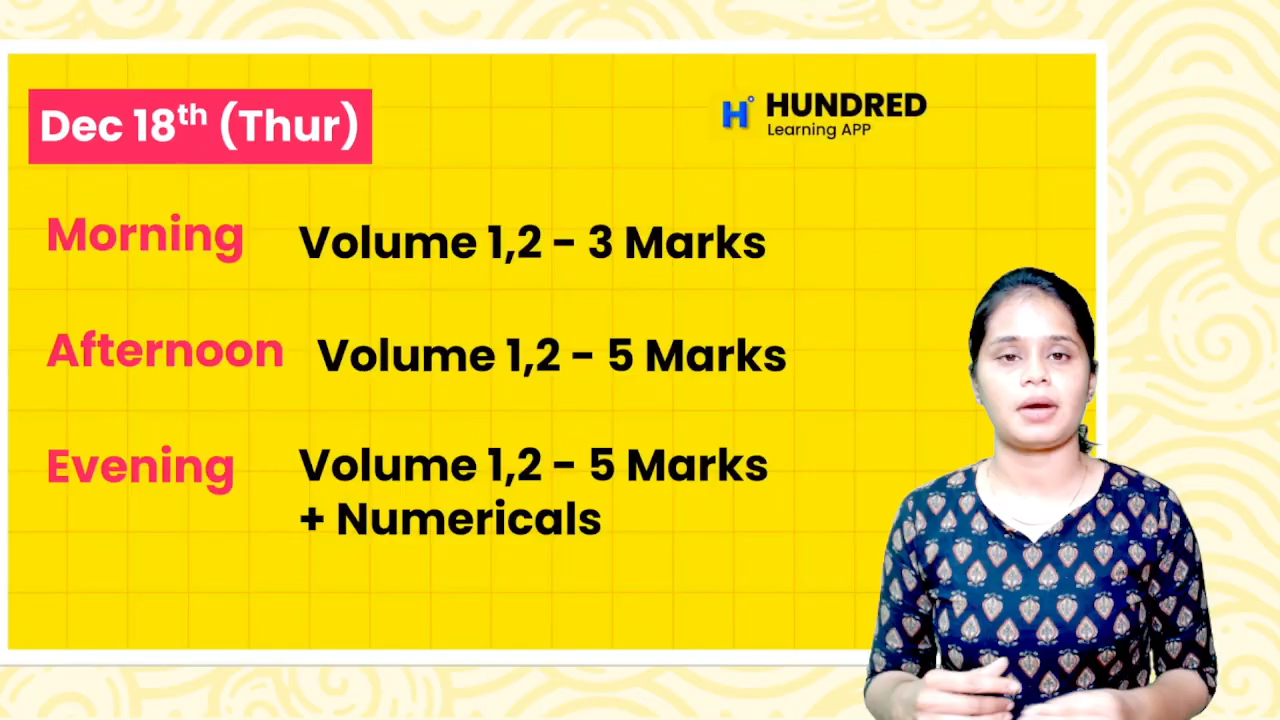 Dec 18th (Thur)
H° HUNDRED
Learning APP
Morning Volume 1,2 - 3 Marks
Afternoon Volume 1,2 - 5 Marks
Evening Volume 1,2 - 5 Marks
+ Numericals